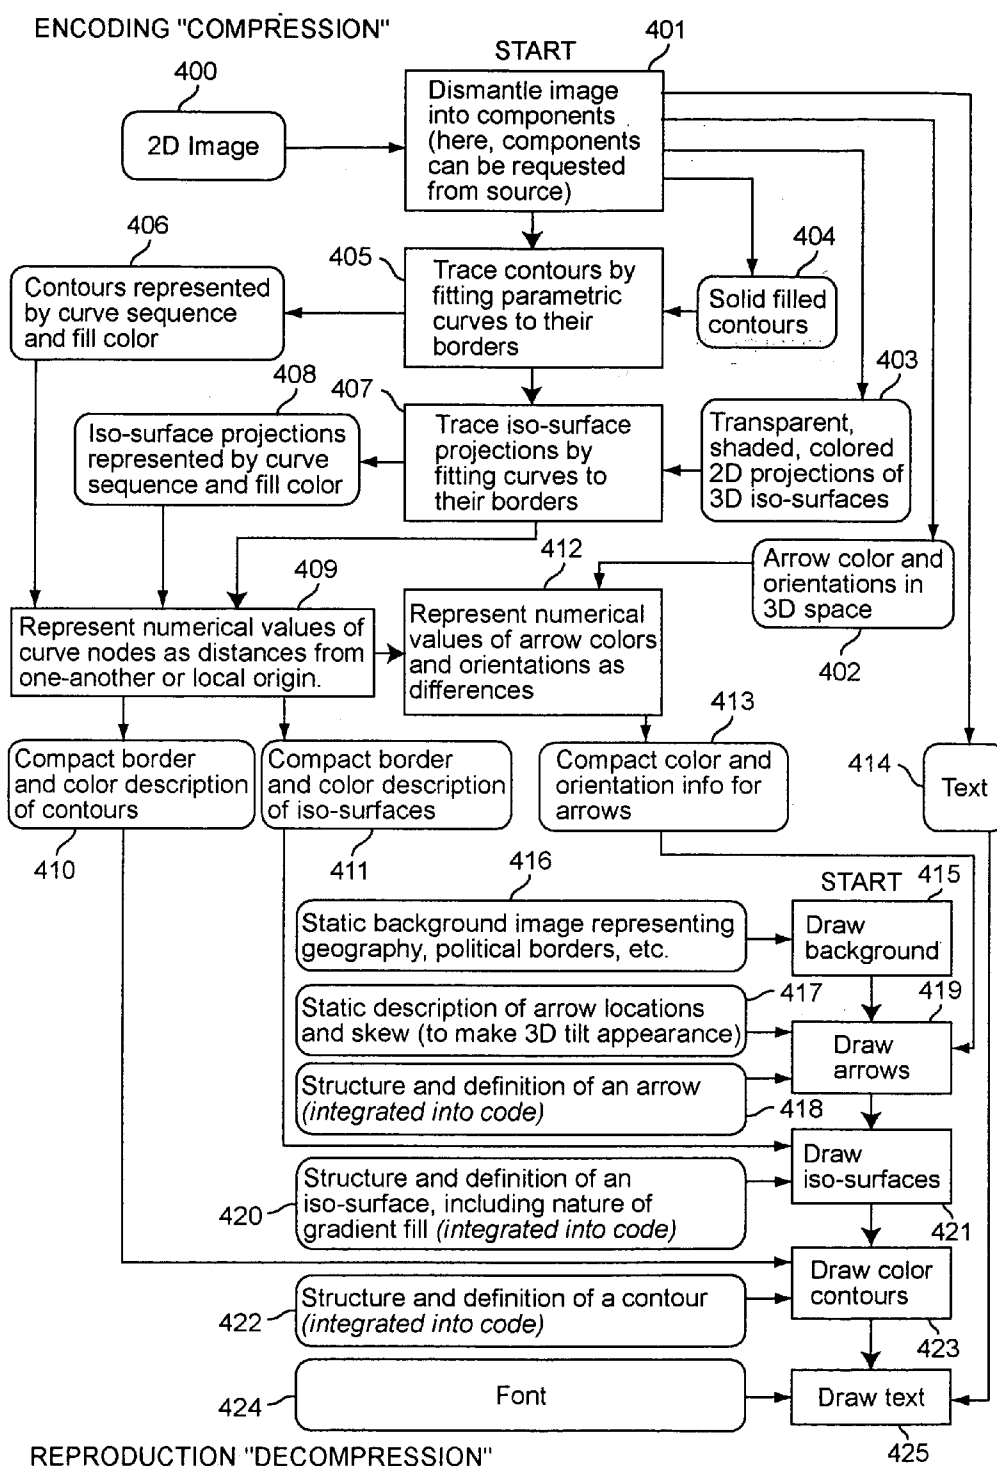 ENCODING "COMPRESSION"
START
401
400
2D Image
Dismantle image
into components
(here, components
can be requested
from source)
406
Contours represented
by curve sequence
and fill color
405
Trace contours by
fitting parametric
curves to their
borders
404
Solid filled
contours
408
Iso-surface projections
represented by curve
sequence and fill color
407
Trace iso-surface
projections by
fitting curves to
their borders
403
Transparent,
shaded, colored
2D projections of
3D iso-surfaces
409
Represent numerical values of
curve nodes as distances from
one-another or local origin.
412
Represent numerical
values of arrow colors
and orientations as
differences
Arrow color and
orientations in
3D space
402
Compact border
and color description
of contours
410
Compact border
and color description
of iso-surfaces
411
413
Compact color and
orientation info for
arrows
414
Text
416
Static background image representing
geography, political borders, etc.
START
415
Draw
background
417
Static description of arrow locations
and skew (to make 3D tilt appearance)
419
Draw
arrows
Structure and definition of an arrow
(integrated into code)
418
Draw
iso-surfaces
421
420
Structure and definition of an
iso-surface, including nature of
gradient fill (integrated into code)
Draw color
contours
423
422
Structure and definition of a contour
(integrated into code)
424
Font
Draw text
425
REPRODUCTION "DECOMPRESSION"